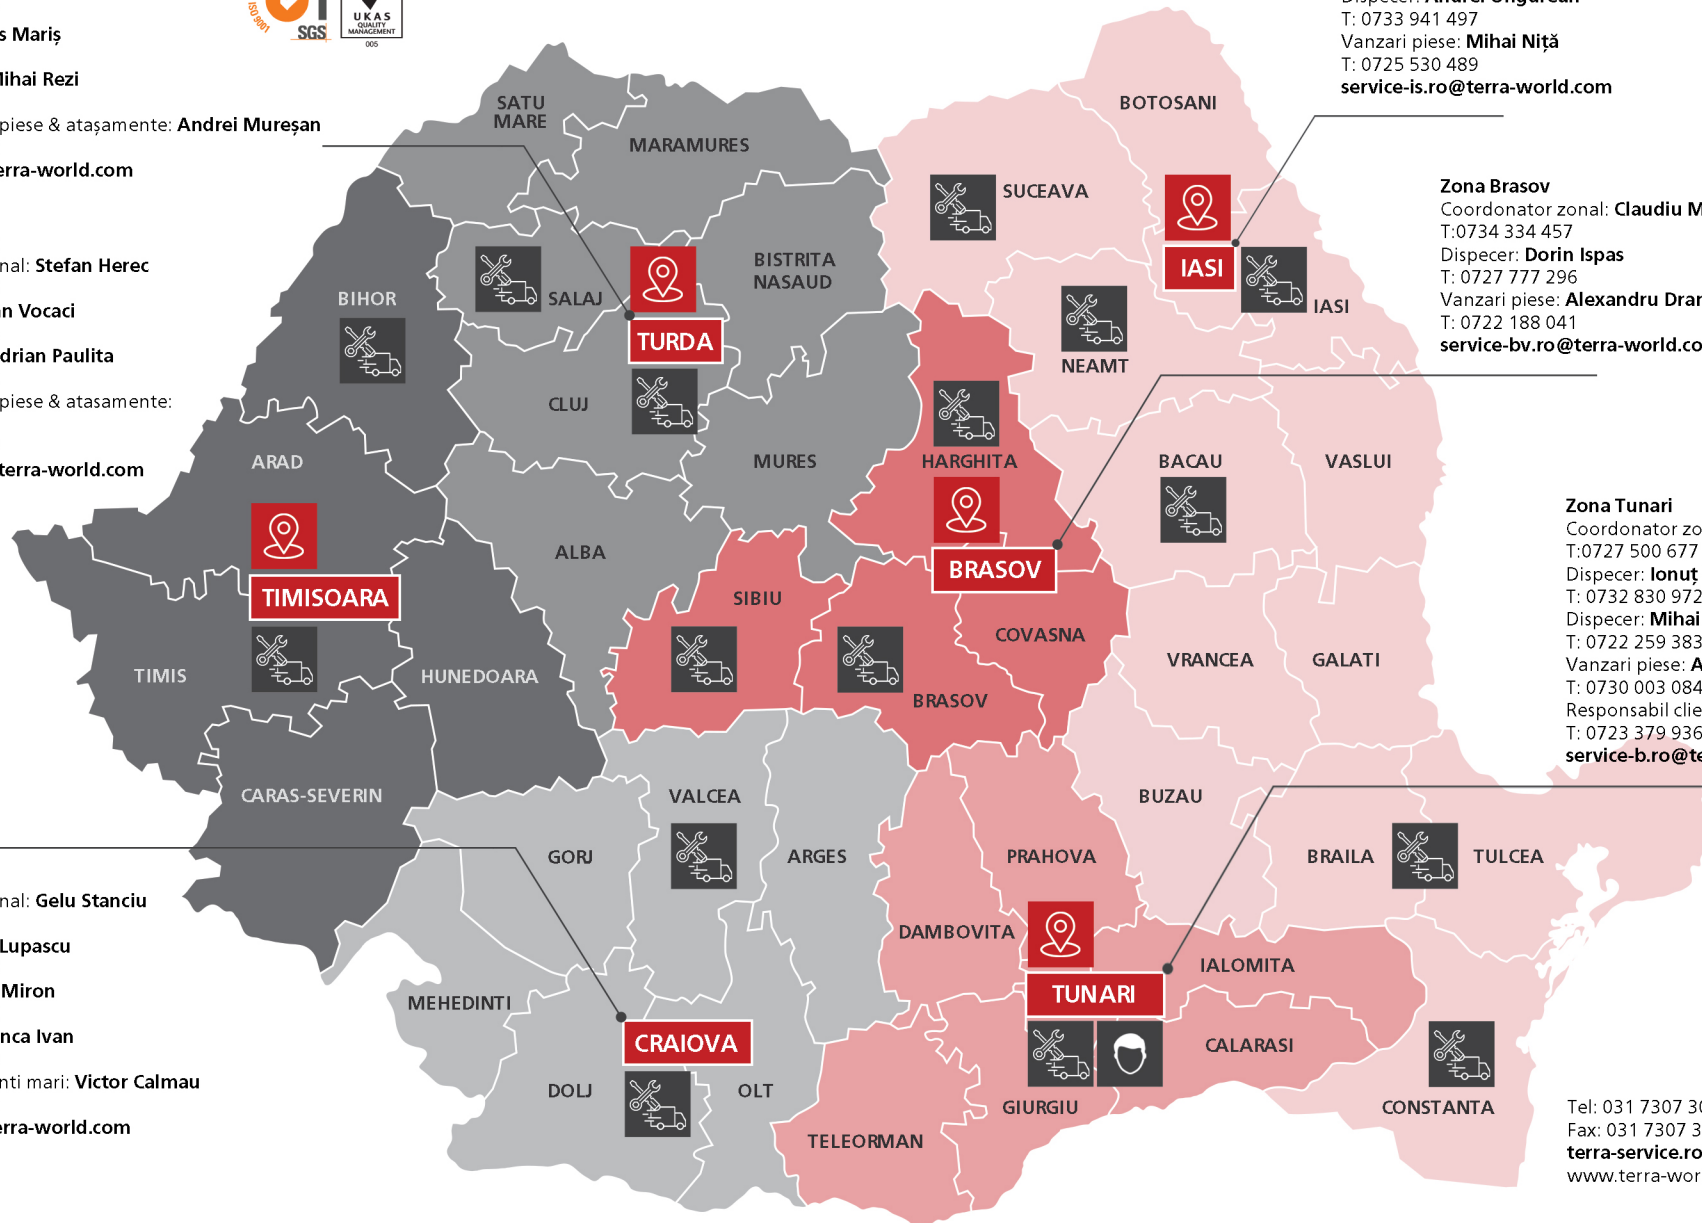 ISO 9001
SGS
UKAS
QUALITY
MANAGEMENT
005
s Mariș
Mihai Rezi
piese & atașamente: Andrei Mureșan
erra-world.com
nal: Stefan Herec
n Vocaci
drian Paulita
piese & atasamente:
terra-world.com
nal: Gelu Stanciu
Lupascu
Miron
nca Ivan
nti mari: Victor Calmau
erra-world.com
Dispecer: Andrei Ungurean
T: 0733 941 497
Vanzari piese: Mihai Niță
T: 0725 530 489
service-is.ro@terra-world.com
Zona Brasov
Coordonator zonal: Claudiu M
T:0734 334 457
Dispecer: Dorin Ispas
T: 0727 777 296
Vanzari piese: Alexandru Dra
T: 0722 188 041
service-bv.ro@terra-world.co
Zona Tunari
Coordonator zo
T:0727 500 677
Dispecer: Ionuț
T: 0732 830 972
Dispecer: Mihai
T: 0722 259 383
Vanzari piese: A
T: 0730 003 084
Responsabil clie
T: 0723 379 936
service-b.ro@te
Tel: 031 7307 30
Fax: 031 7307 3
terra-service.ro
www.terra-wor
SATU
MARE
MARAMURES
BOTOSANI
SUCEAVA
BISTRITA
NASAUD
SALAJ
BIHOR
IASI
IASI
TURDA
NEAMT
CLUJ
ARAD
MURES
HARGHITA
BACAU
VASLUI
ALBA
BRASOV
TIMISOARA
SIBIU
COVASNA
TIMIS
HUNEDOARA
BRASOV
VRANCEA
GALATI
CARAS-SEVERIN
VALCEA
BUZAU
GORJ
ARGES
PRAHOVA
BRAILA
TULCEA
DAMBOVITA
IALOMITA
MEHEDINTI
TUNARI
CRAIOVA
CALARASI
DOLJ
OLT
GIURGIU
CONSTANTA
TELEORMAN